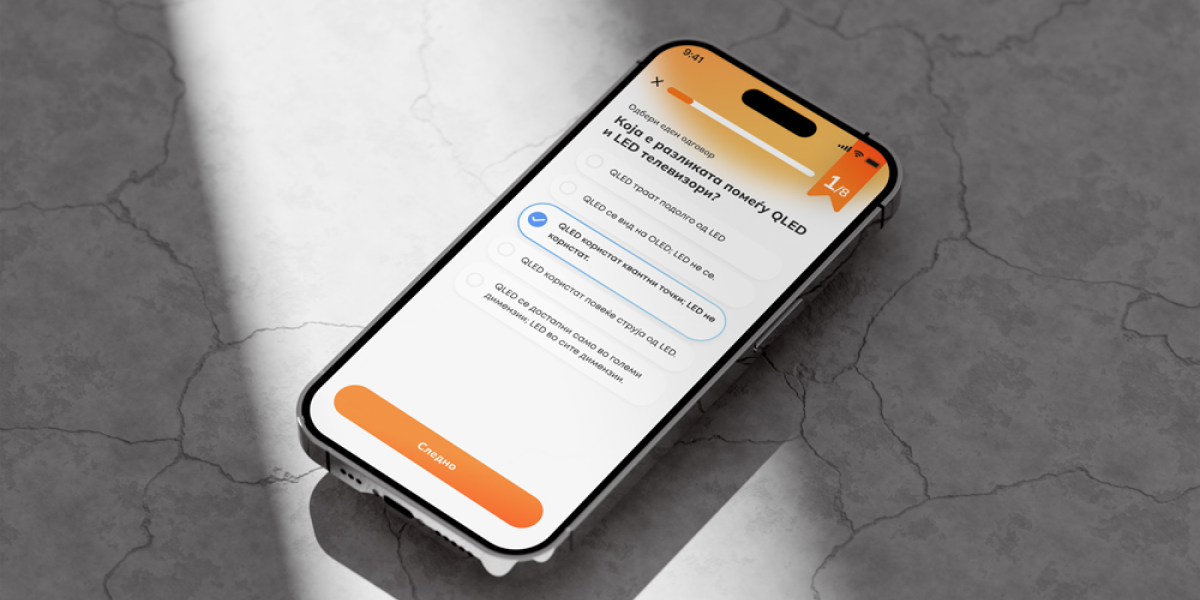 9:41
1/8
Одбери еден одговор
Која е разликата помеѓу QLED
и LED телевизори?
QLED траат подолго од LED
QLED се вид на OLED; LED не се.
QLED користат квантни точки; LED не
користат.
QLED користат повеќе струја од LED.
QLED се достапни само во големи
димензии; LED во сите димензии.
Следно